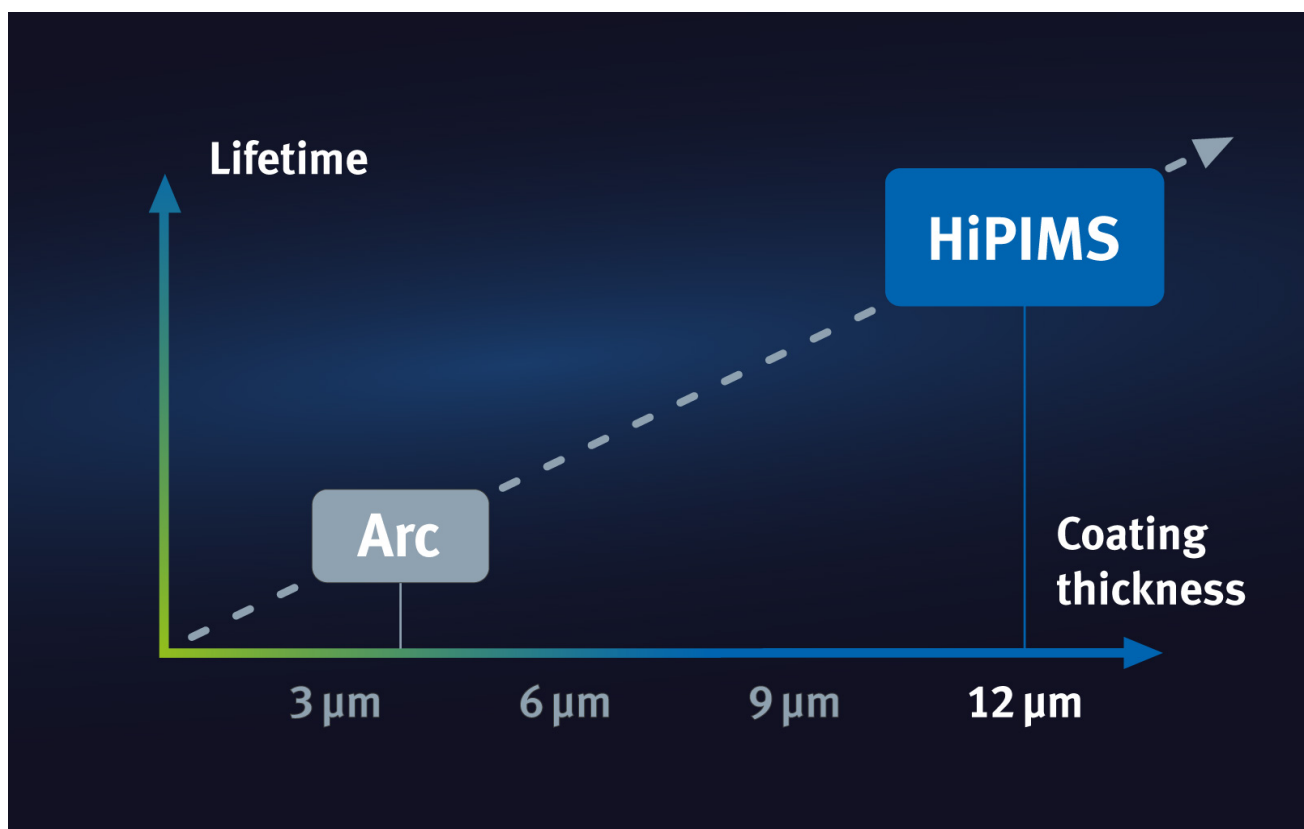 Lifetime
HiPIMS
Arc
Coating
thickness
3 µm
6 µm
9 µm
12 µm